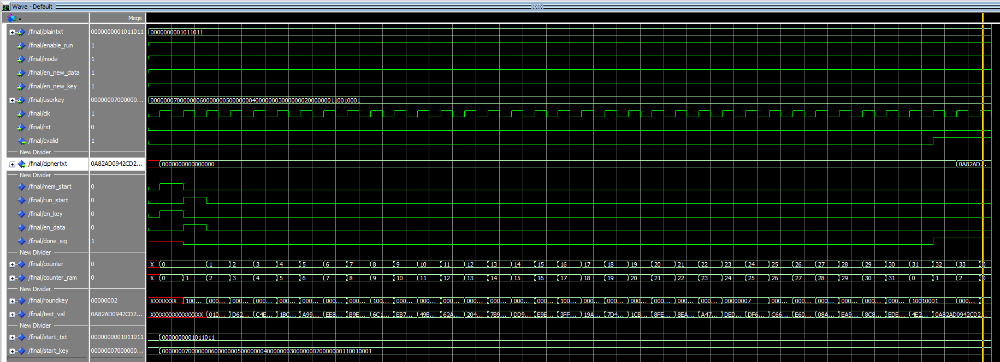 Wave - Default
Msgs
/final/plaintxt 0000000001011011 0000000001011011
/final/enable_run 1
/final/mode 1
/final/en_new_data 1
/final/en_new_key 1
/final/userkey 00000007000000... 0000000700000006000000050000000400000003000000020000000110010001
/final/clk 1
/final/rst 0
/final/cvalid 1
New Divider
/final/ciphertxt 0A82AD0942CD2... 0000000000000000 0A82AD...
New Divider
/final/mem_start 0
/final/run_start 0
/final/en_key 0
/final/en_data 0
/final/done_sig 1
New Divider
/final/counter 0 X 0 1 2 3 4 5 6 7 8 9 10 11 12 13 14 15 16 17 18 19 20 21 22 23 24 25 26 27 28 29 30 31 32 33 0
/final/counter_ram 0 X 0 1 2 3 4 5 6 7 8 9 10 11 12 13 14 15 16 17 18 19 20 21 22 23 24 25 26 27 28 29 30 31 0 1 2 0
New Divider
/final/roundkey 00000002 XXXXXXXX 100... 000... 000... 000... 000... 000... 000... 000... 100... 000... 000... 000... 000... 000... 000... 000... 100... 000... 000... 000... 000... 000... 000... 00000007 000... 000... 000... 000... 000... 000... 10010001 000...
/final/test_val 0A82AD0942CD2... XXXXXXXXXXXXXXXX 010... D62... C4E... 1BC... A99... EE8... B9E... 6C1... EB7... 49B... 62A... 204... 7B9... DD9... E9E... 3FF... 19A... 7D4... 1CB... 8FE... 8EA... A47... DED... DF6... C66... E60... 08A... EA9... 8C8... EDE... 4E2... 0A82AD0942CD2...
New Divider
/final/start_txt 0000000001011011 0000000001011011
/final/start_key 00000007000000... 0000000700000006000000050000000400000003000000020000000110010001